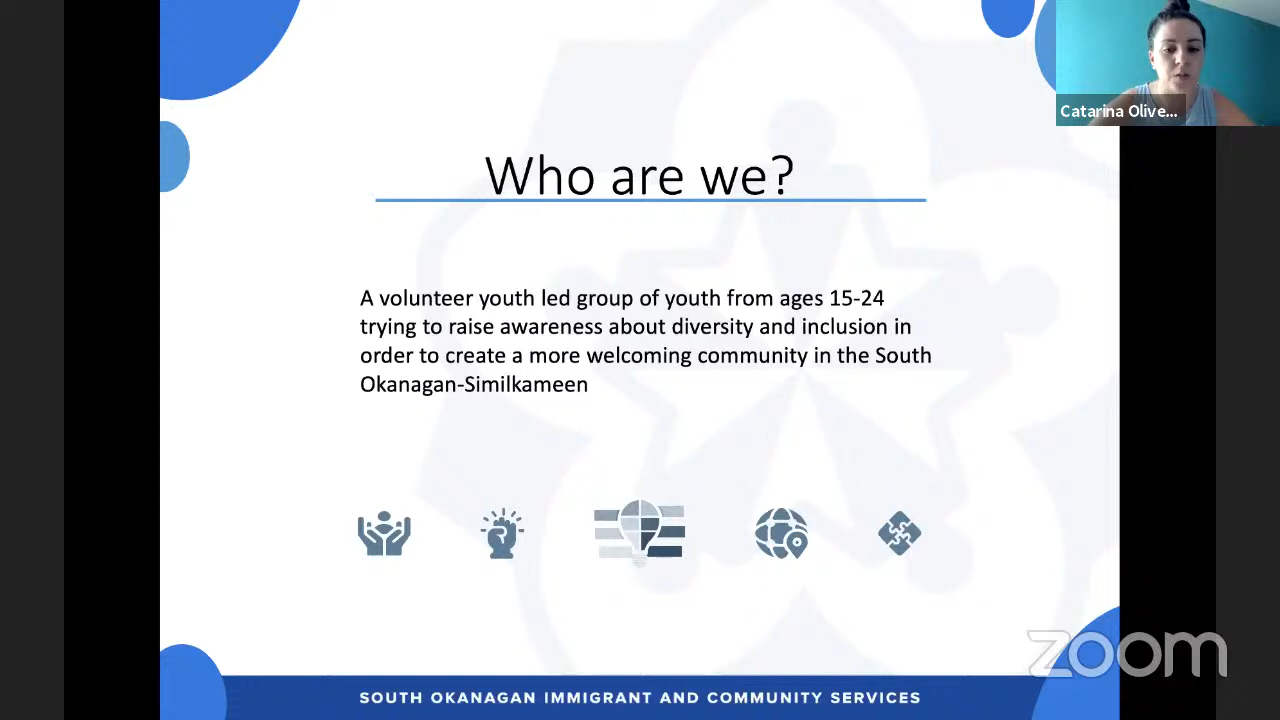 Catarina Olive...
Who are we?
A volunteer youth led group of youth from ages 15-24
trying to raise awareness about diversity and inclusion in
order to create a more welcoming community in the South
Okanagan-Similkameen
zoom
SOUTH OKANAGAN IMMIGRANT AND COMMUNITY SERVICES